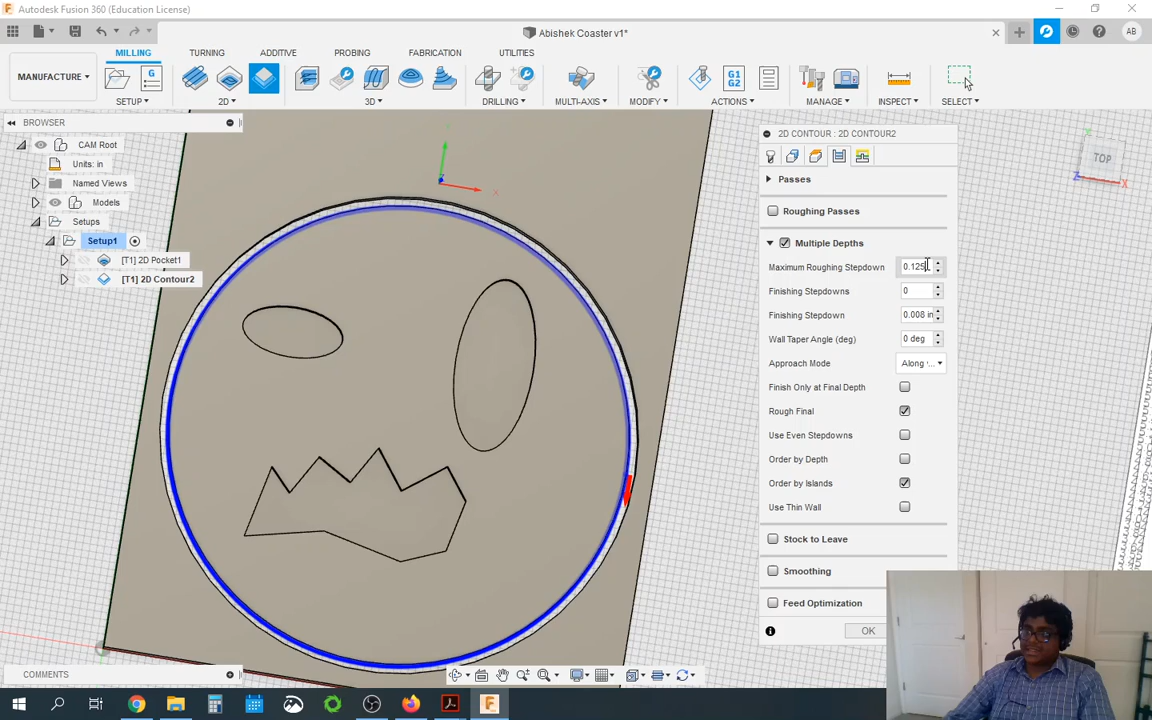 Autodesk Fusion 360 (Education License)
Abishek Coaster v1*
AB
MANUFACTURE
MILLING TURNING ADDITIVE PROBING FABRICATION UTILITIES
G
G1
G2
SETUP 2D 3D DRILLING MULTI-AXIS MODIFY ACTIONS MANAGE INSPECT SELECT
BROWSER
CAM Root
Units: in
Named Views
Models
Setups
Setup1
[T1] 2D Pocket1
[T1] 2D Contour2
X
TOP
Z
X
2D CONTOUR : 2D CONTOUR2
Passes
Roughing Passes
Multiple Depths
Maximum Roughing Stepdown 0.125
Finishing Stepdowns 0
Finishing Stepdown 0.008 in
Wall Taper Angle (deg) 0 deg
Approach Mode Along ...
Finish Only at Final Depth
Rough Final
Use Even Stepdowns
Order by Depth
Order by Islands
Use Thin Wall
Stock to Leave
Smoothing
Feed Optimization
OK
COMMENTS